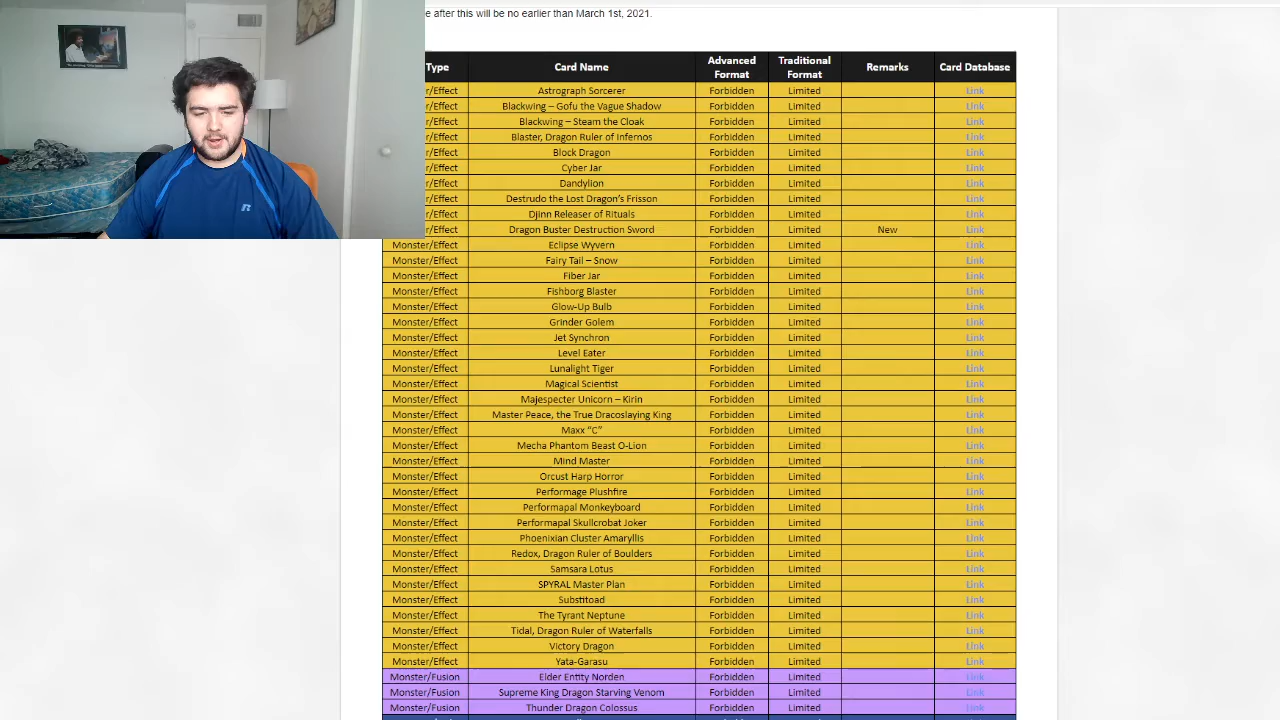 e after this will be no earlier than March 1st, 2021.
Type Card Name Advanced Format Traditional Format Remarks Card Database
r/Effect Astrograph Sorcerer Forbidden Limited Link
r/Effect Blackwing – Gofu the Vague Shadow Forbidden Limited Link
r/Effect Blackwing – Steam the Cloak Forbidden Limited Link
r/Effect Blaster, Dragon Ruler of Infernos Forbidden Limited Link
r/Effect Block Dragon Forbidden Limited Link
r/Effect Cyber Jar Forbidden Limited Link
r/Effect Dandylion Forbidden Limited Link
r/Effect Destrudo the Lost Dragon’s Frisson Forbidden Limited Link
r/Effect Djinn Releaser of Rituals Forbidden Limited Link
r/Effect Dragon Buster Destruction Sword Forbidden Limited New Link
Monster/Effect Eclipse Wyvern Forbidden Limited Link
Monster/Effect Fairy Tail – Snow Forbidden Limited Link
Monster/Effect Fiber Jar Forbidden Limited Link
Monster/Effect Fishborg Blaster Forbidden Limited Link
Monster/Effect Glow-Up Bulb Forbidden Limited Link
Monster/Effect Grinder Golem Forbidden Limited Link
Monster/Effect Jet Synchron Forbidden Limited Link
Monster/Effect Level Eater Forbidden Limited Link
Monster/Effect Lunalight Tiger Forbidden Limited Link
Monster/Effect Magical Scientist Forbidden Limited Link
Monster/Effect Majespecter Unicorn – Kirin Forbidden Limited Link
Monster/Effect Master Peace, the True Dracoslaying King Forbidden Limited Link
Monster/Effect Maxx “C” Forbidden Limited Link
Monster/Effect Mecha Phantom Beast O-Lion Forbidden Limited Link
Monster/Effect Mind Master Forbidden Limited Link
Monster/Effect Orcust Harp Horror Forbidden Limited Link
Monster/Effect Performage Plushfire Forbidden Limited Link
Monster/Effect Performapal Monkeyboard Forbidden Limited Link
Monster/Effect Performapal Skullcrobat Joker Forbidden Limited Link
Monster/Effect Phoenixian Cluster Amaryllis Forbidden Limited Link
Monster/Effect Redox, Dragon Ruler of Boulders Forbidden Limited Link
Monster/Effect Samsara Lotus Forbidden Limited Link
Monster/Effect SPYRAL Master Plan Forbidden Limited Link
Monster/Effect Substitoad Forbidden Limited Link
Monster/Effect The Tyrant Neptune Forbidden Limited Link
Monster/Effect Tidal, Dragon Ruler of Waterfalls Forbidden Limited Link
Monster/Effect Victory Dragon Forbidden Limited Link
Monster/Effect Yata-Garasu Forbidden Limited Link
Monster/Fusion Elder Entity Norden Forbidden Limited Link
Monster/Fusion Supreme King Dragon Starving Venom Forbidden Limited Link
Monster/Fusion Thunder Dragon Colossus Forbidden Limited Link